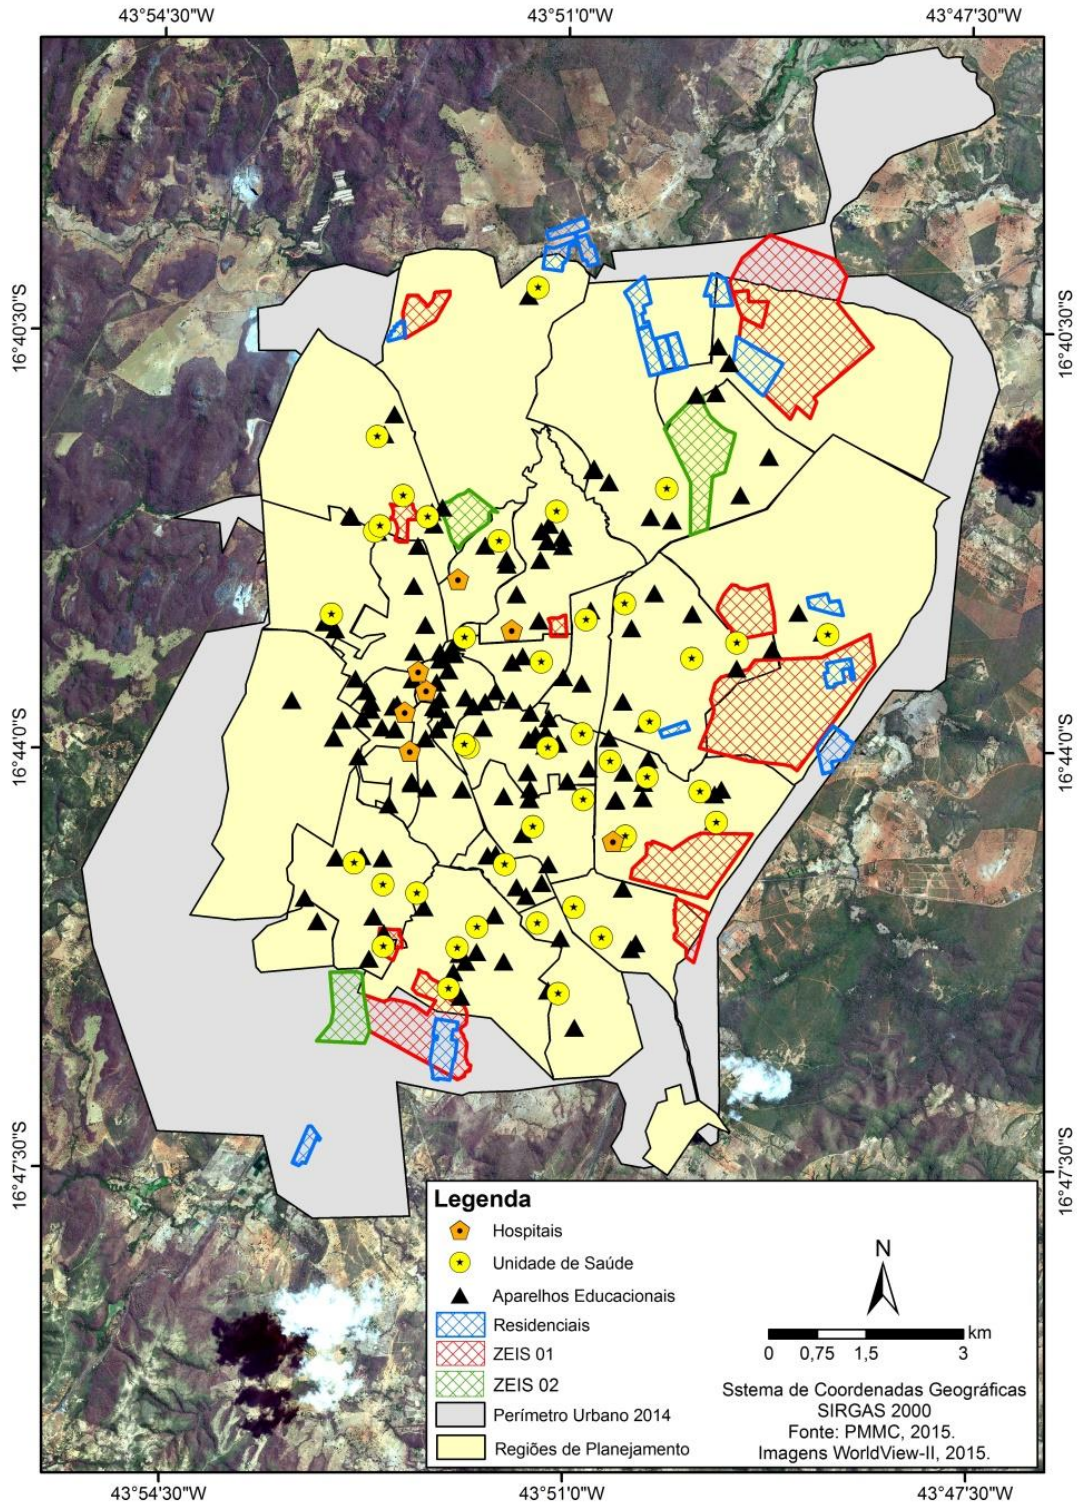 43°54'30"W 43°51'0"W 43°47'30"W
16°40'30"S 16°40'30"S
16°44'0"S 16°44'0"S
16°47'30"S 16°47'30"S
Legenda
Hospitais
Unidade de Saúde
Aparelhos Educacionais
Residenciais
ZEIS 01
ZEIS 02
Perímetro Urbano 2014
Regiões de Planejamento
N
km
0 0,75 1,5 3
Sstema de Coordenadas Geográficas
SIRGAS 2000
Fonte: PMMC, 2015.
Imagens WorldView-II, 2015.
43°54'30"W 43°51'0"W 43°47'30"W